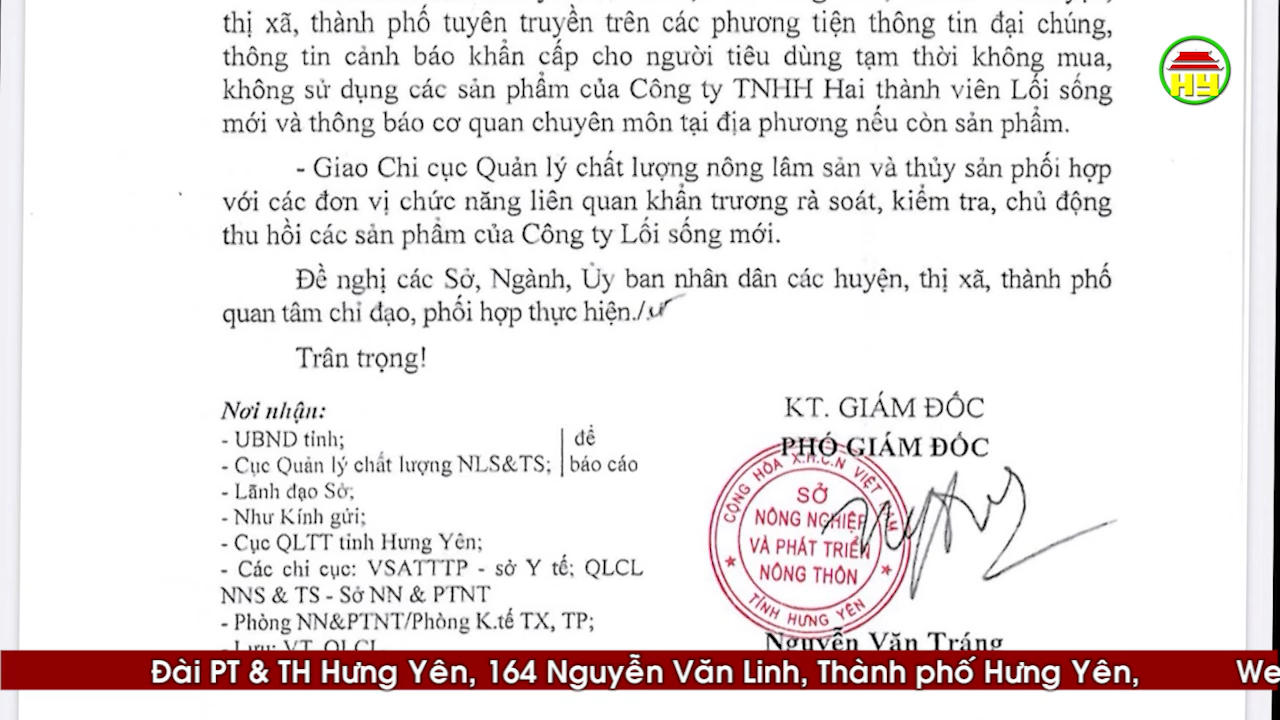 thị xã, thành phố tuyên truyền trên các phương tiện thông tin đại chúng,
thông tin cảnh báo khẩn cấp cho người tiêu dùng tạm thời không mua,
không sử dụng các sản phẩm của Công ty TNHH Hai thành viên Lối sống
mới và thông báo cơ quan chuyên môn tại địa phương nếu còn sản phẩm.
- Giao Chi cục Quản lý chất lượng nông lâm sản và thủy sản phối hợp
với các đơn vị chức năng liên quan khẩn trương rà soát, kiểm tra, chủ động
thu hồi các sản phẩm của Công ty Lối sống mới.
Đề nghị các Sở, Ngành, Ủy ban nhân dân các huyện, thị xã, thành phố
quan tâm chỉ đạo, phối hợp thực hiện./.
Trân trọng!
Nơi nhận:
- UBND tỉnh;
- Cục Quản lý chất lượng NLS&TS;
để
báo cáo
- Lãnh đạo Sở;
- Như Kính gửi;
- Cục QLTT tỉnh Hưng Yên;
- Các chi cục: VSATTTP - sở Y tế; QLCL
NNS & TS - Sở NN & PTNT
- Phòng NN&PTNT/Phòng K.tế TX, TP;
- Lưu: VT, QLCL
KT. GIÁM ĐỐC
PHÓ GIÁM ĐỐC
CỘNG HÒA X.H.C.N VIỆT NAM
SỞ
NÔNG NGHIỆP
VÀ PHÁT TRIỂN
NÔNG THÔN
TỈNH HƯNG YÊN
Nguyễn Văn Tráng
HY
Đài PT & TH Hưng Yên, 164 Nguyễn Văn Linh, Thành phố Hưng Yên,
We